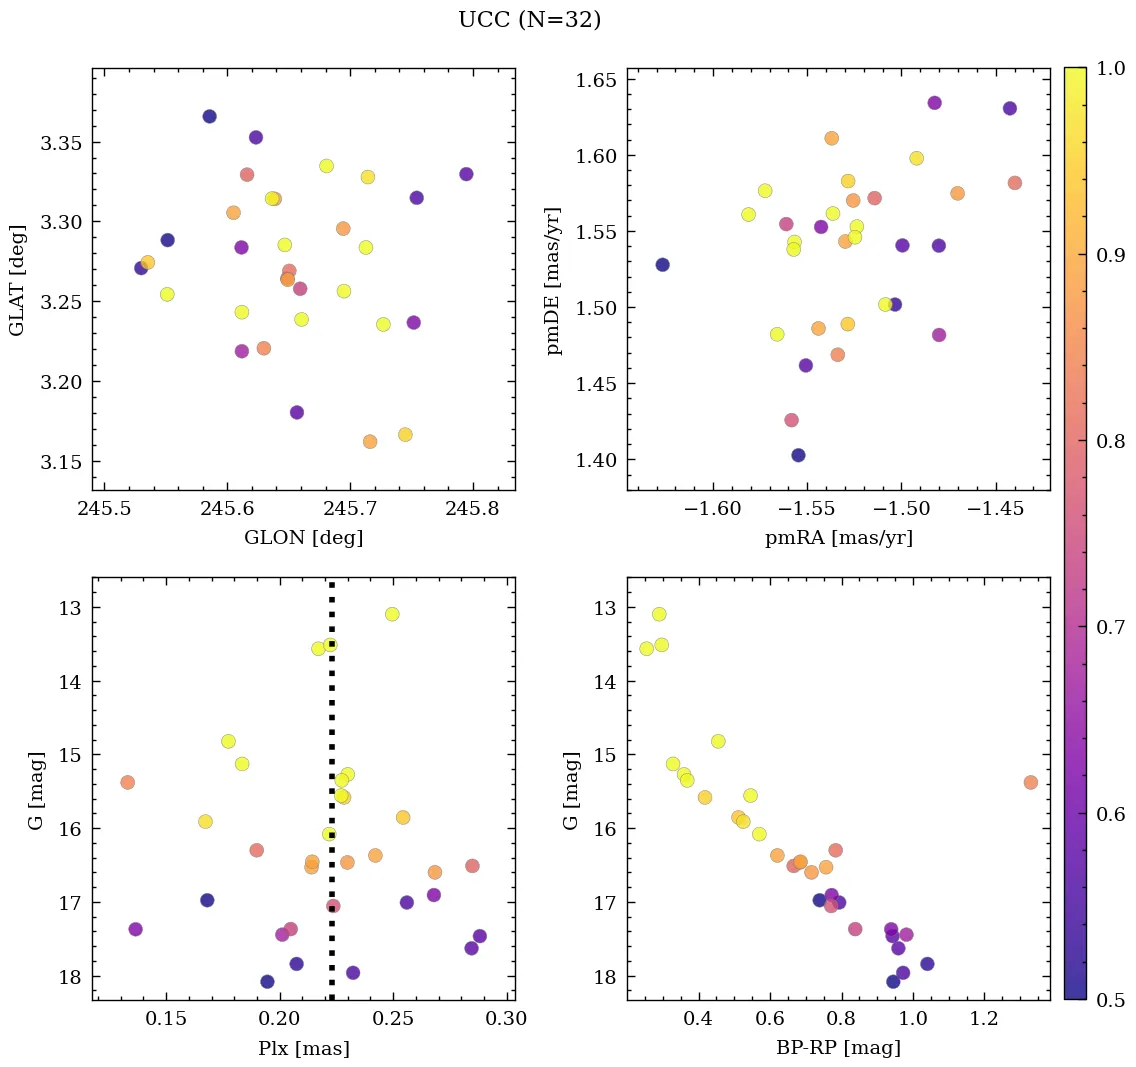 UCC (N=32)
3.35
3.30
3.25
3.20
3.15
GLAT [deg]
245.5 245.6 245.7 245.8
GLON [deg]
1.65
1.60
1.55
1.50
1.45
1.40
pmDE [mas/yr]
−1.60 −1.55 −1.50 −1.45
pmRA [mas/yr]
13
14
15
16
17
18
G [mag]
0.15 0.20 0.25 0.30
Plx [mas]
13
14
15
16
17
18
G [mag]
0.4 0.6 0.8 1.0 1.2
BP-RP [mag]
1.0
0.9
0.8
0.7
0.6
0.5